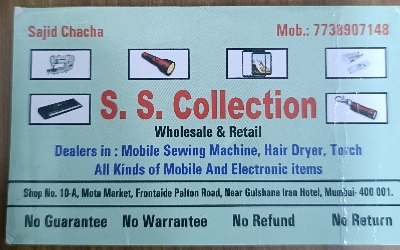 Sajid Chacha Mob.: 7738907148
S. S. Collection
Wholesale & Retail
Dealers in : Mobile Sewing Machine, Hair Dryer, Torch
All Kinds of Mobile And Electronic items
Shop No. 10-A, Mota Market, Frontaide Palton Road, Near Gulshane Iran Hotel, Mumbai- 400 001.
No Guarantee No Warrantee No Refund No Return